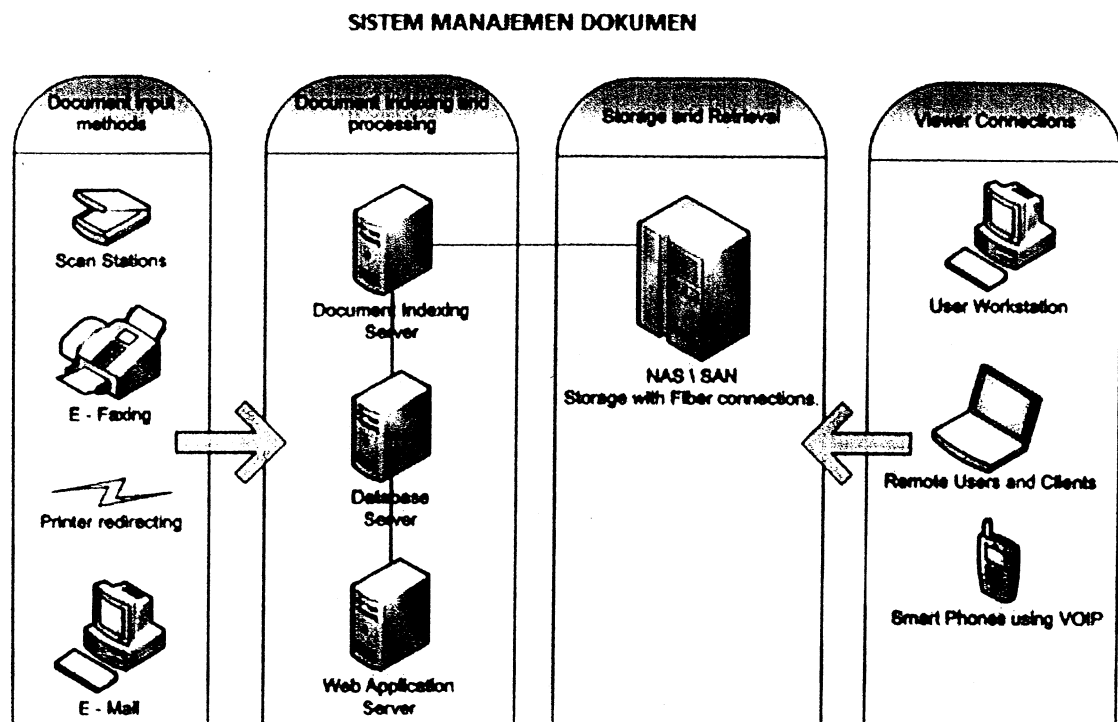 SISTEM MANAJEMEN DOKUMEN
Document Input
methods
Scan Stations
E - Faxing
Printer redirecting
E - Mail
Document Indexing and
processing
Document Indexing
Server
Database
Server
Web Application
Server
Storage and Retrieval
NAS \ SAN
Storage with Fiber connections.
Viewer Connections
User Workstation
Remote Users and Clients
Smart Phones using VOIP